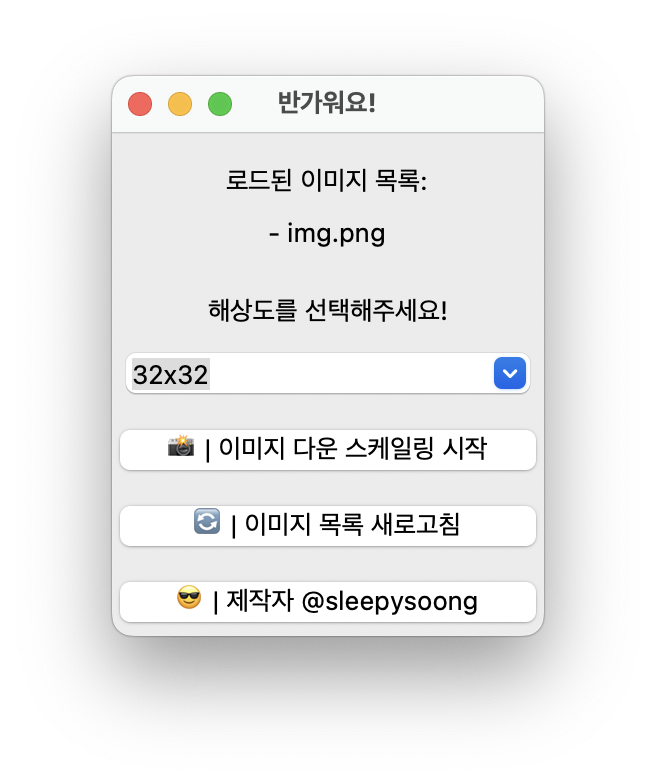 반가워요!
로드된 이미지 목록:
- img.png
해상도를 선택해주세요!
32x32
📸 | 이미지 다운 스케일링 시작
🔄 | 이미지 목록 새로고침
😎 | 제작자 @sleepysoong